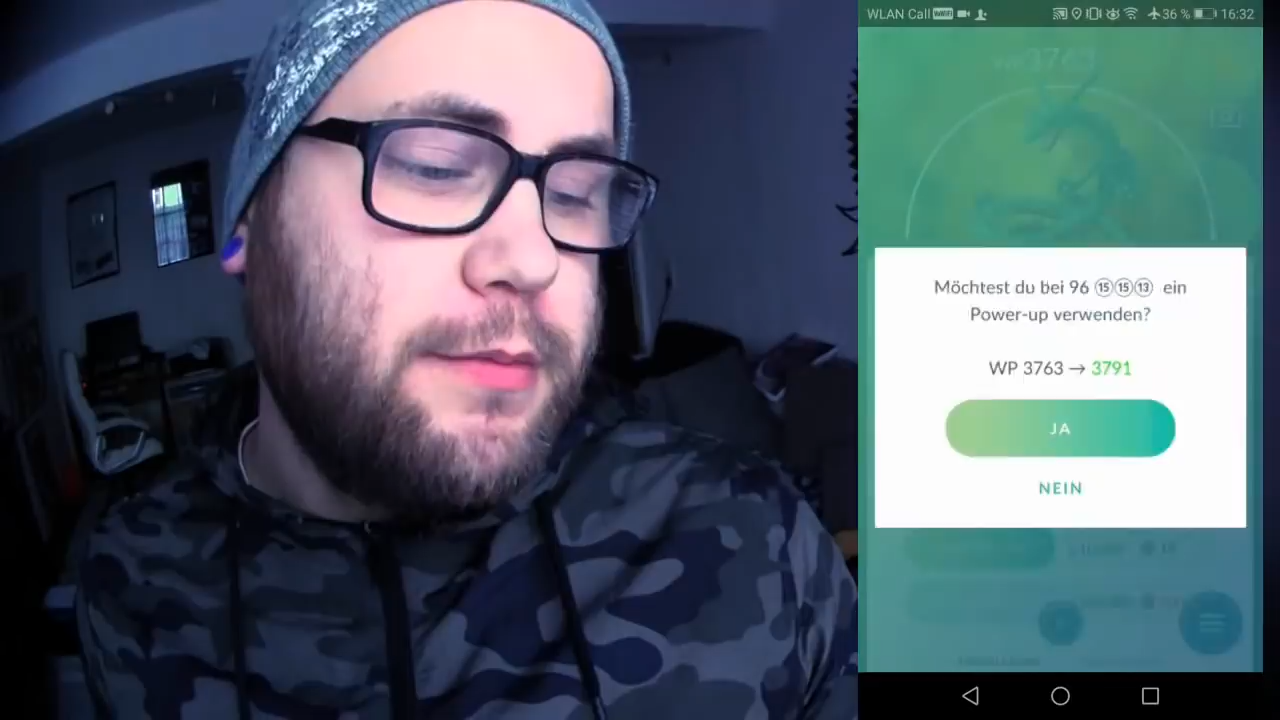 WLAN Call
36 %
16:32
Möchtest du bei 96 ⑮⑮⑬ ein
Power-up verwenden?
WP 3763 → 3791
JA
NEIN